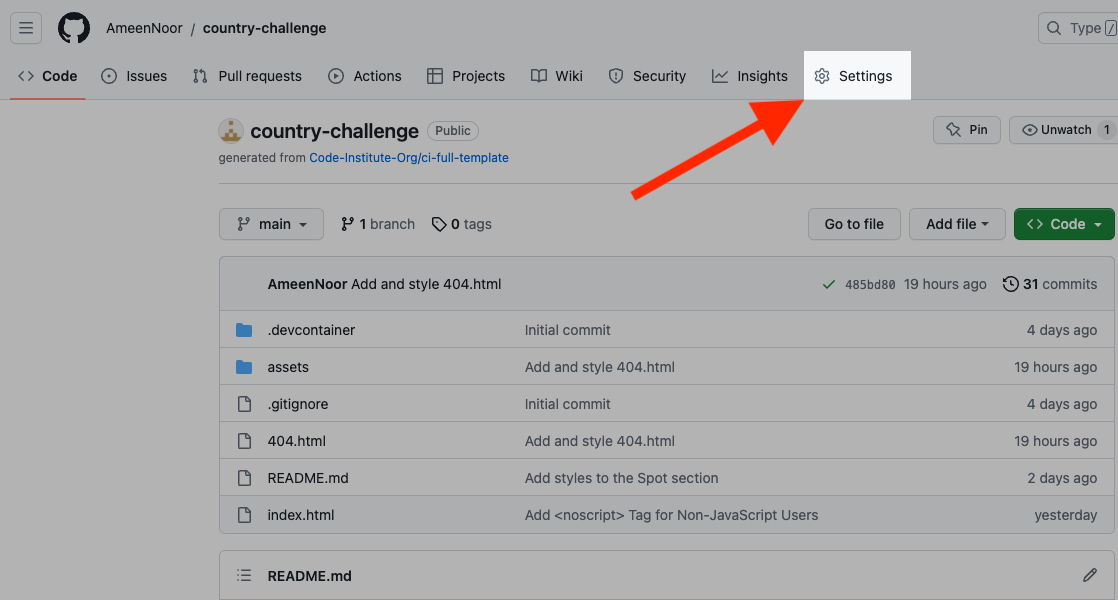 AmeenNoor / country-challenge Type /
Code Issues Pull requests Actions Projects Wiki Security Insights Settings
country-challenge Public Pin Unwatch 1
generated from Code-Institute-Org/ci-full-template
main 1 branch 0 tags Go to file Add file Code
AmeenNoor Add and style 404.html 485bd80 19 hours ago 31 commits
.devcontainer Initial commit 4 days ago
assets Add and style 404.html 19 hours ago
.gitignore Initial commit 4 days ago
404.html Add and style 404.html 19 hours ago
README.md Add styles to the Spot section 2 days ago
index.html Add <noscript> Tag for Non-JavaScript Users yesterday
README.md